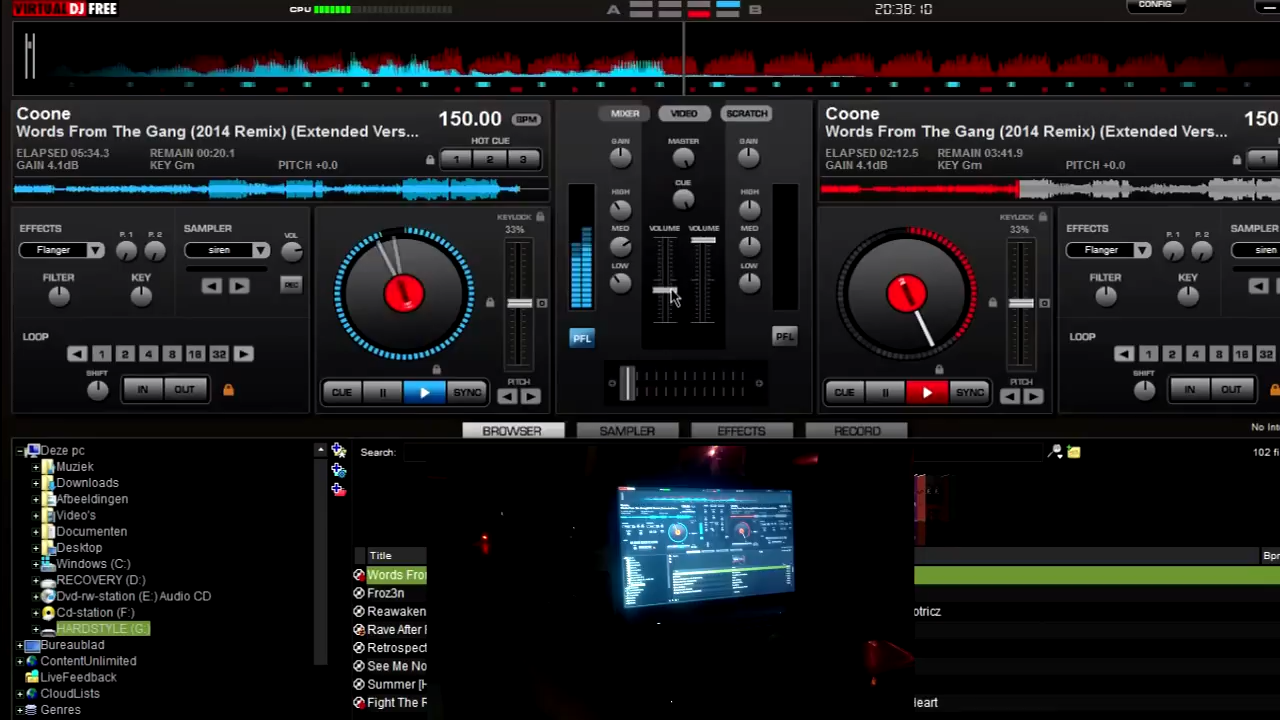 VIRTUAL DJ FREE
CPU
A B
20:38:10
CONFIG
Coone
Words From The Gang (2014 Remix) (Extended Vers...
150.00 BPM
ELAPSED 05:34.3 REMAIN 00:20.1
GAIN 4.1dB KEY Gm PITCH +0.0
HOT CUE
1 2 3
MIXER VIDEO SCRATCH
GAIN MASTER GAIN
CUE
HIGH HIGH
MED VOLUME VOLUME MED
LOW LOW
PFL PFL
Coone
Words From The Gang (2014 Remix) (Extended Vers...
150
ELAPSED 02:12.5 REMAIN 03:41.9
GAIN 4.1dB KEY Gm PITCH +0.0
1
EFFECTS
Flanger
P. 1 P. 2
SAMPLER
siren
VOL
REC
FILTER KEY
LOOP
1 2 4 8 16 32
SHIFT
IN OUT
KEYLOCK
33%
CUE SYNC
PITCH
KEYLOCK
33%
CUE SYNC
PITCH
EFFECTS
Flanger
P. 1 P. 2
SAMPLER
siren
FILTER KEY
LOOP
1 2 4 8 16 32
SHIFT
IN OUT
BROWSER SAMPLER EFFECTS RECORD
Deze pc
Muziek
Downloads
Afbeeldingen
Video's
Documenten
Desktop
Windows (C:)
RECOVERY (D:)
Dvd-rw-station (E:) Audio CD
Cd-station (F:)
HARDSTYLE (G:
Bureaublad
ContentUnlimited
LiveFeedback
CloudLists
Genres
Search:
No Int
102 fi
Title
Bpm
Words From
Froz3n
Reawaken
otricz
Rave After
Retrospect
See Me No
Summer [H
Fight The F
Heart